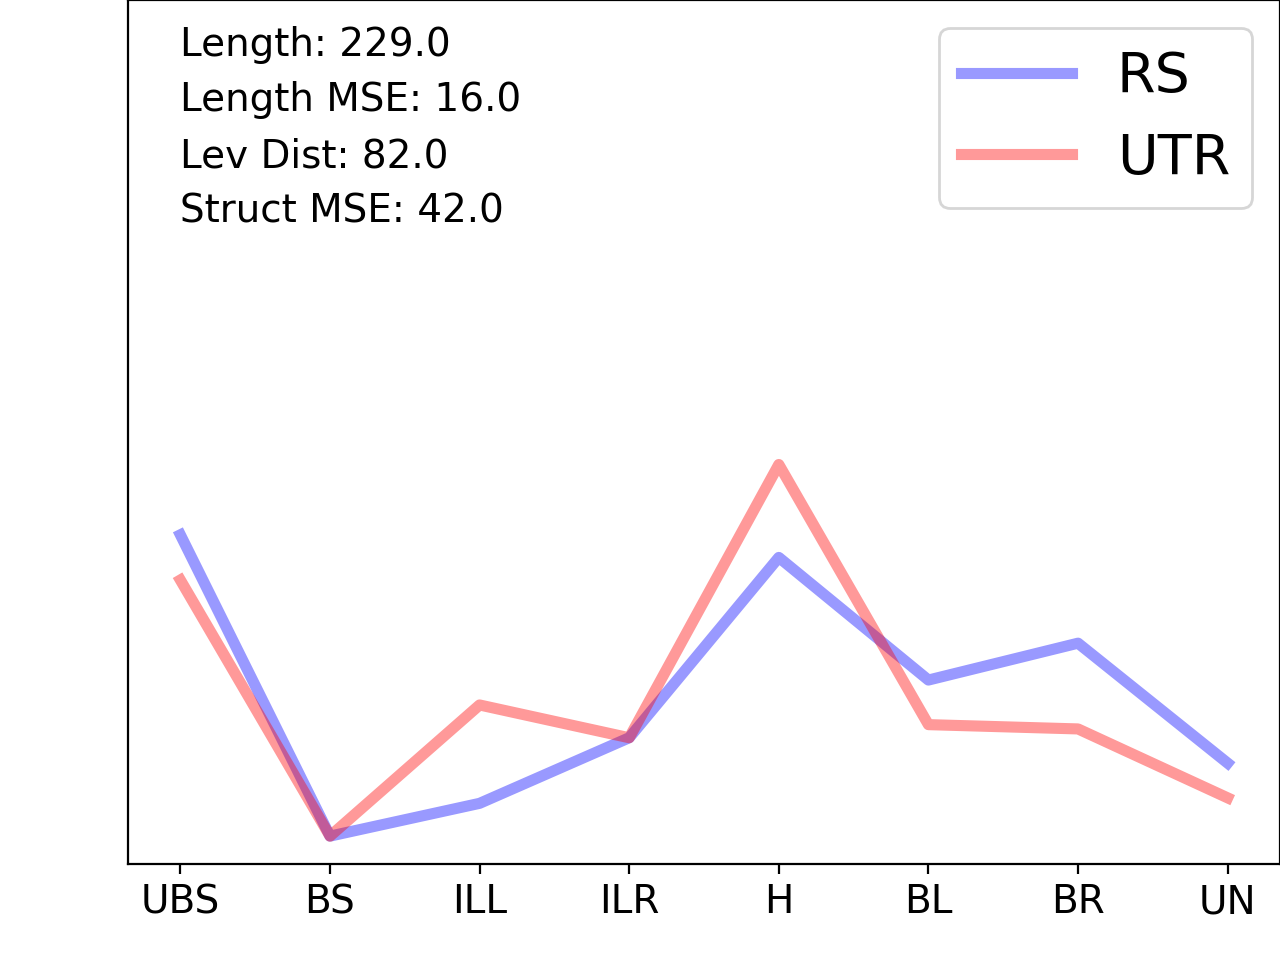 Length: 229.0
Length MSE: 16.0
Lev Dist: 82.0
Struct MSE: 42.0
RS
UTR
UBS BS ILL ILR H BL BR UN